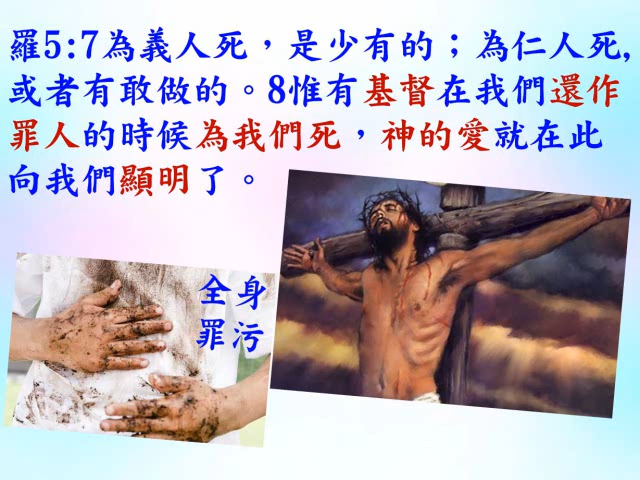 羅5:7為義人死，是少有的；為仁人死，
或者有敢做的。8惟有基督在我們還作
罪人的時候為我們死，神的愛就在此
向我們顯明了。
全身
罪污